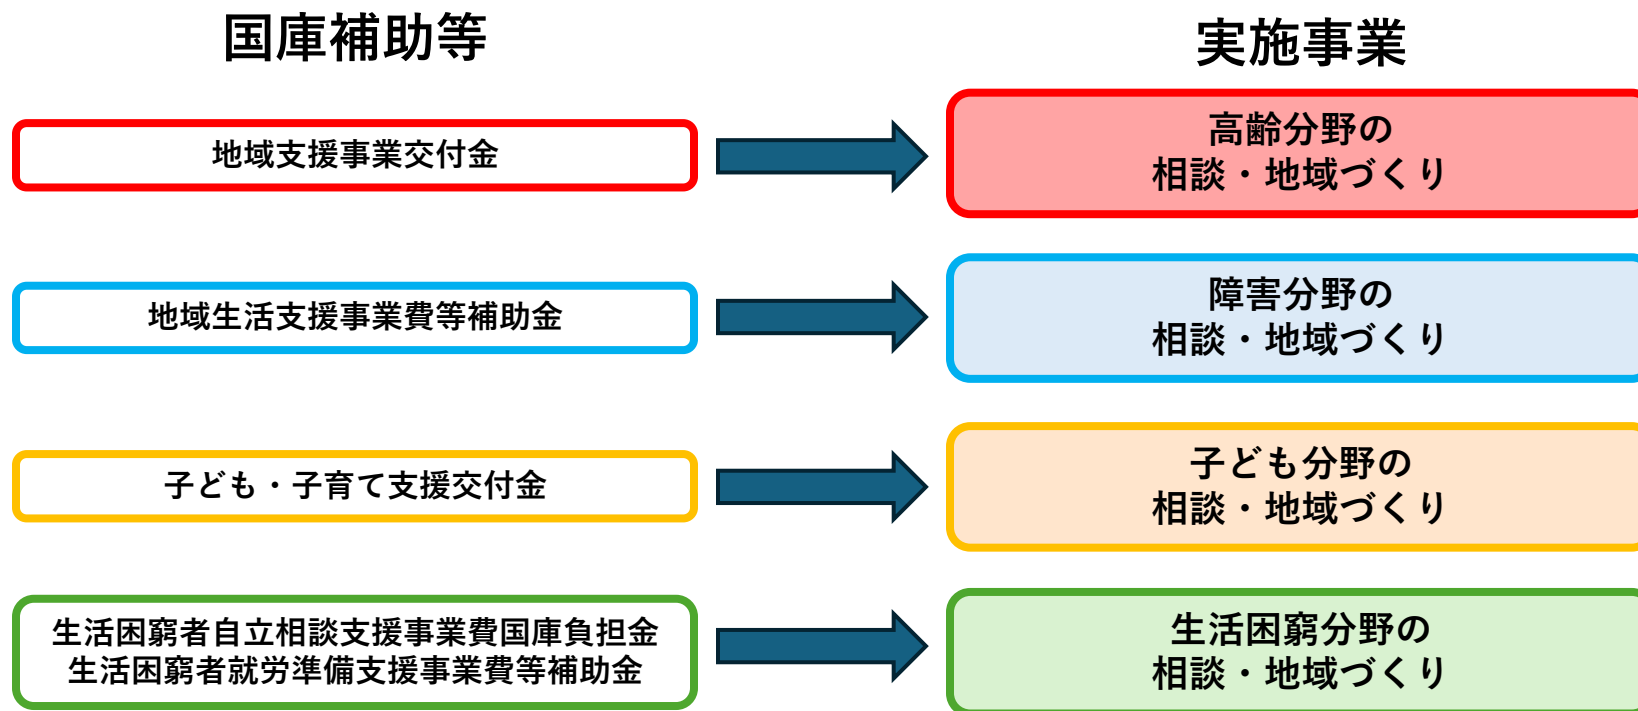 国庫補助等
実施事業
地域支援事業交付金
高齢分野の
相談・地域づくり
地域生活支援事業費等補助金
障害分野の
相談・地域づくり
子ども・子育て支援交付金
子ども分野の
相談・地域づくり
生活困窮者自立相談支援事業費国庫負担金
生活困窮者就労準備支援事業費等補助金
生活困窮分野の
相談・地域づくり